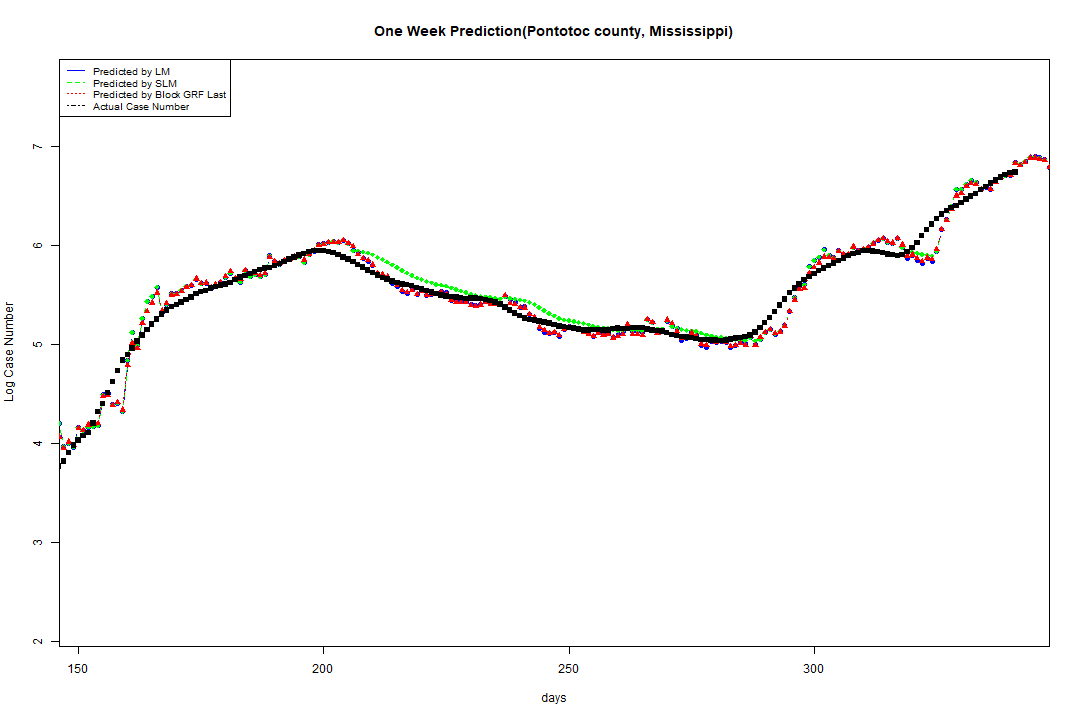 One Week Prediction(Pontotoc county, Mississippi)
Predicted by LM
Predicted by SLM
Predicted by Block GRF Last
Actual Case Number
Log Case Number
7
6
5
4
3
2
150 200 250 300
days